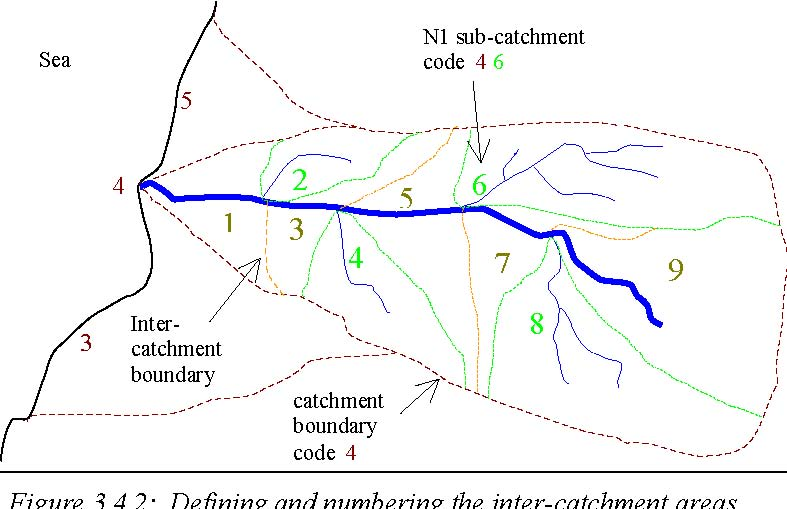 N1 sub-catchment
code 4 6
Sea
5
4
2
6
5
1
3
4
7
9
8
3
Inter-
catchment
boundary
catchment
boundary
code 4
Figure 3.4.2: Defining and numbering the inter-catchment areas